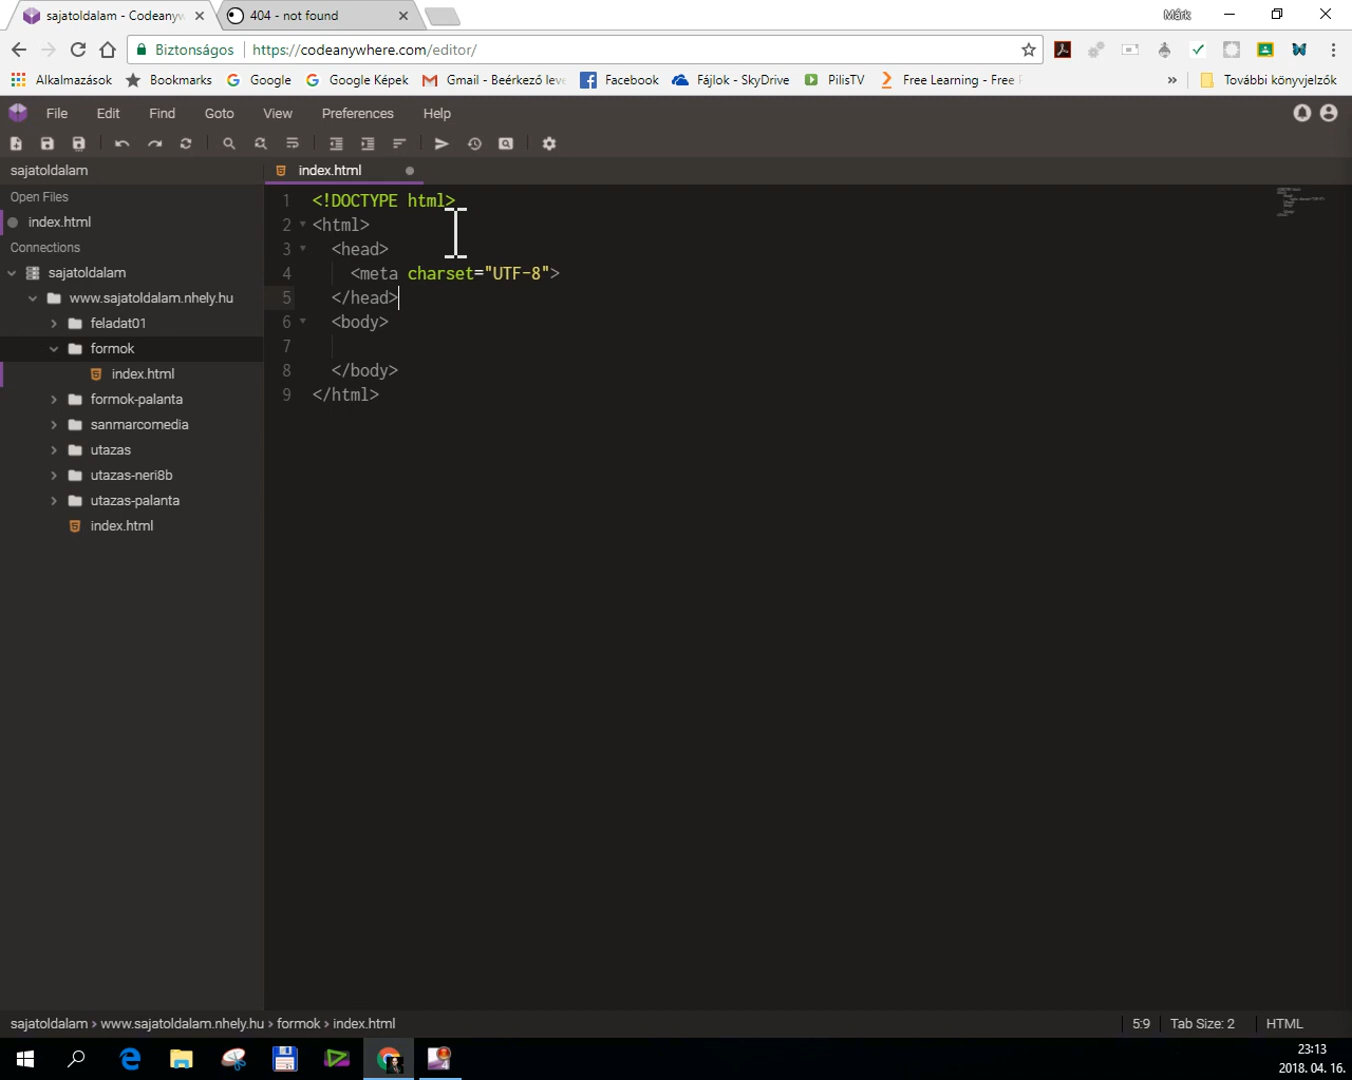 sajatoldalam - Codeanyw
404 - not found
Márk
Biztonságos
https://codeanywhere.com/editor/
Alkalmazások
Bookmarks
Google
Google Képek
Gmail - Beérkező leve
Facebook
Fájlok - SkyDrive
PilisTV
Free Learning - Free
»
További könyvjelzők
File
Edit
Find
Goto
View
Preferences
Help
sajatoldalam
index.html
Open Files
index.html
Connections
sajatoldalam
www.sajatoldalam.nhely.hu
feladat01
formok
index.html
formok-palanta
sanmarcomedia
utazas
utazas-neri8b
utazas-palanta
index.html
1 <!DOCTYPE html>
2 <html>
3 <head>
4 <meta charset="UTF-8">
5 </head>
6 <body>
7
8 </body>
9 </html>
sajatoldalam › www.sajatoldalam.nhely.hu › formok › index.html
5:9
Tab Size: 2
HTML
23:13
2018. 04. 16.